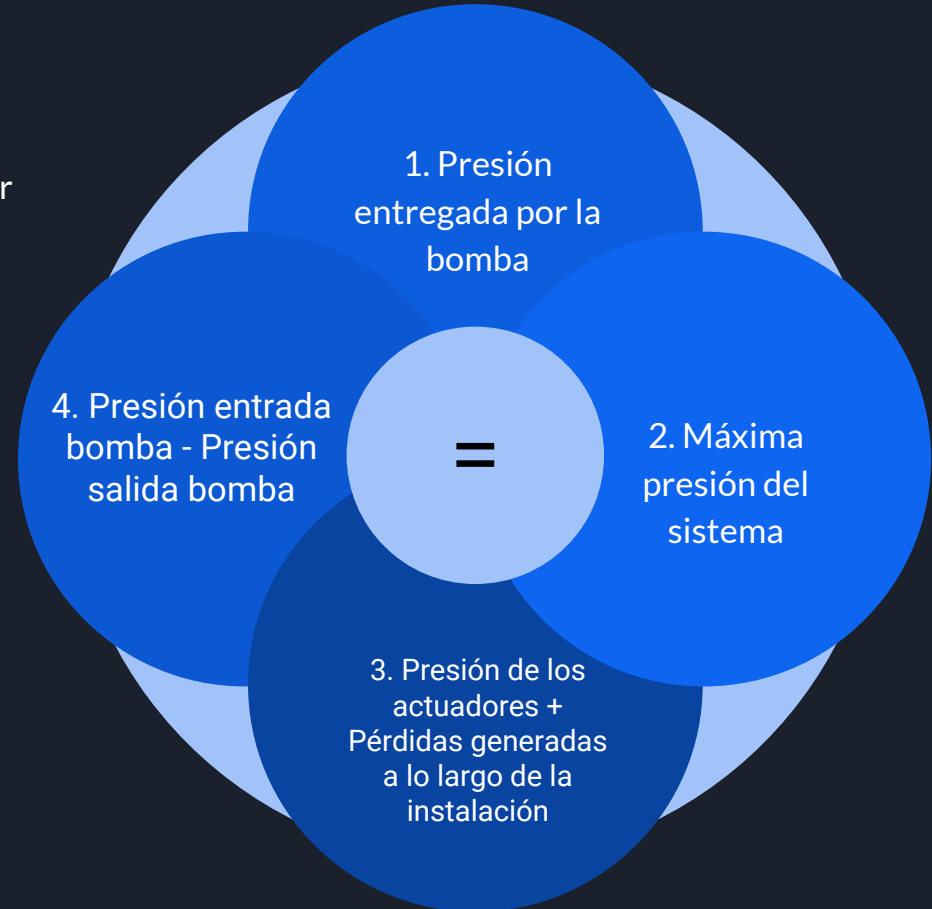 r
1. Presión
entregada por la
bomba
4. Presión entrada
bomba - Presión
salida bomba
=
2. Máxima
presión del
sistema
3. Presión de los
actuadores +
Pérdidas generadas
a lo largo de la
instalación